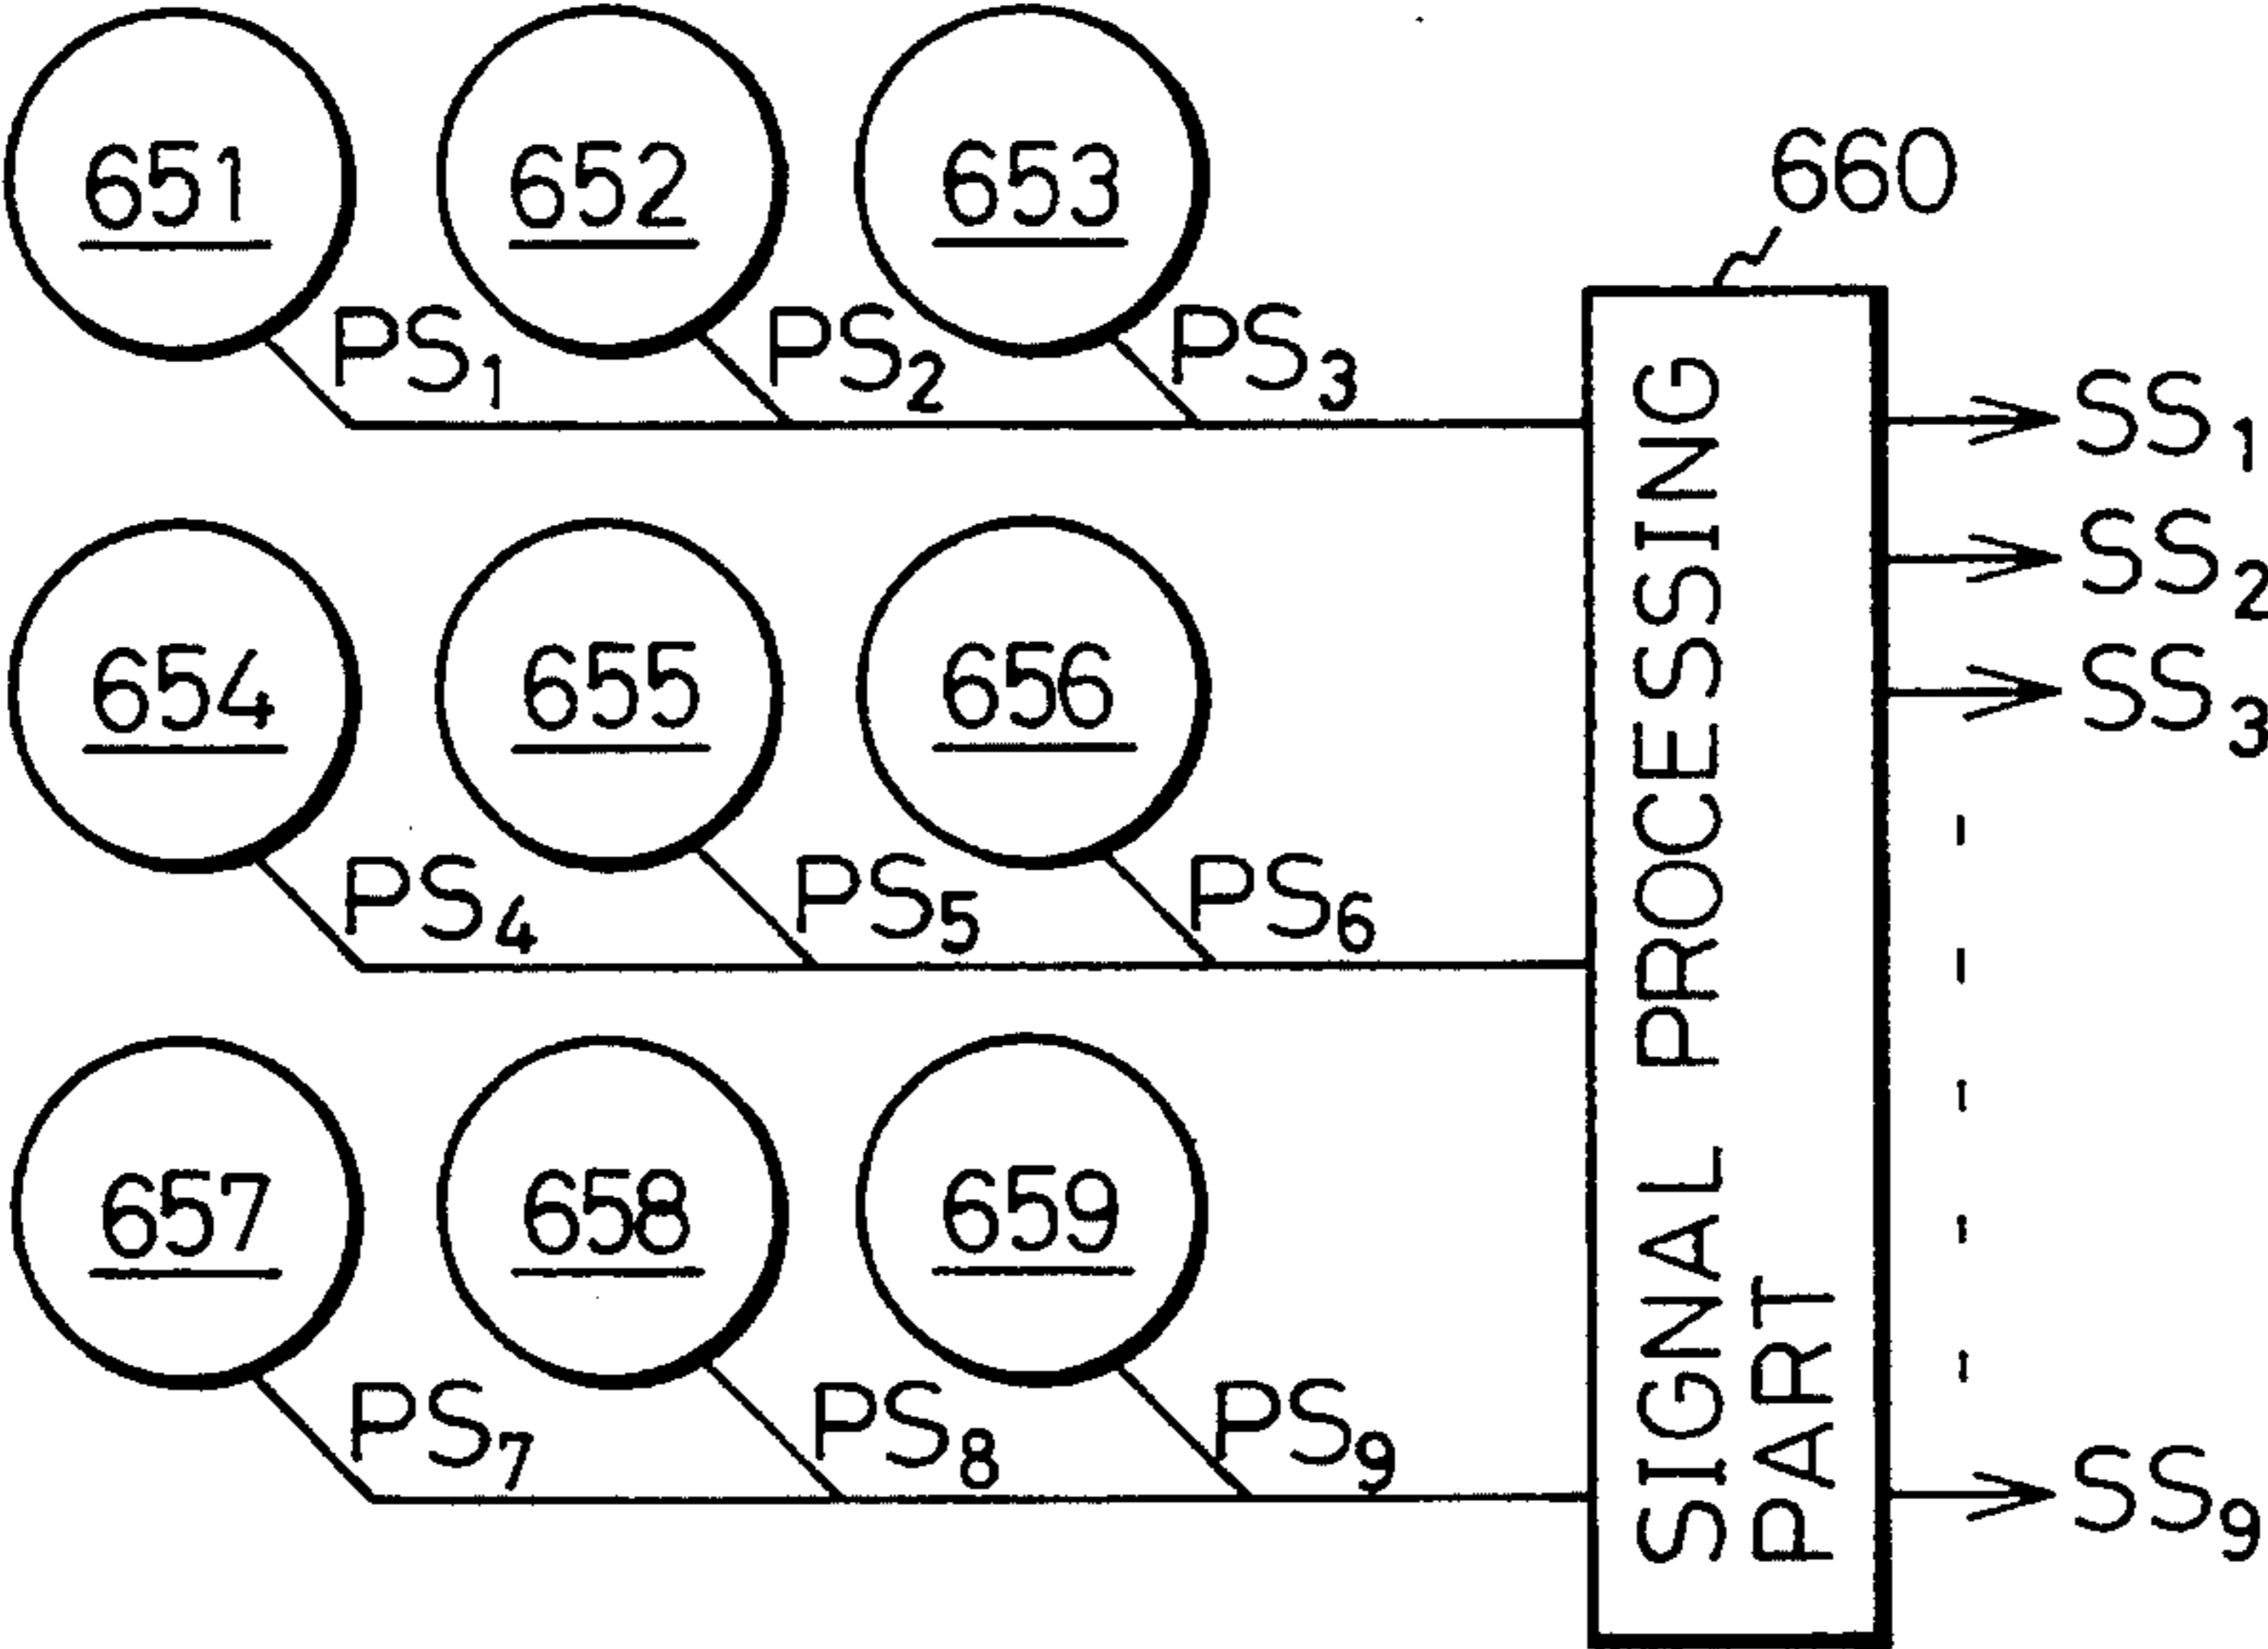 651 652 653
660
PS1 PS2 PS3
SS1
SS2
654 655 656
SS3
PS4 PS5 PS6
657 658 659
PS7 PS8 PS9
SS9
SIGNAL PROCESSING
PART